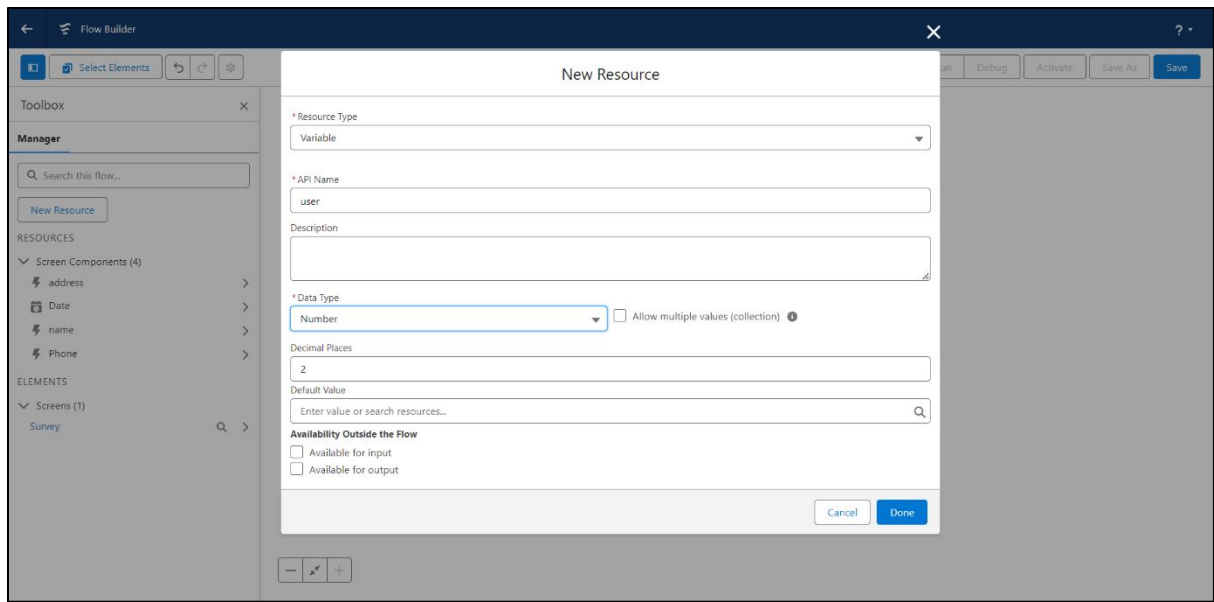 Flow Builder
?
Select Elements
un
Debug
Activate
Save As
Save
Toolbox
Manager
Search this flow...
New Resource
RESOURCES
Screen Components (4)
address
Date
name
Phone
ELEMENTS
Screens (1)
Survey
New Resource
* Resource Type
Variable
* API Name
user
Description
* Data Type
Number
Allow multiple values (collection)
Decimal Places
2
Default Value
Enter value or search resources...
Availability Outside the Flow
Available for input
Available for output
Cancel
Done